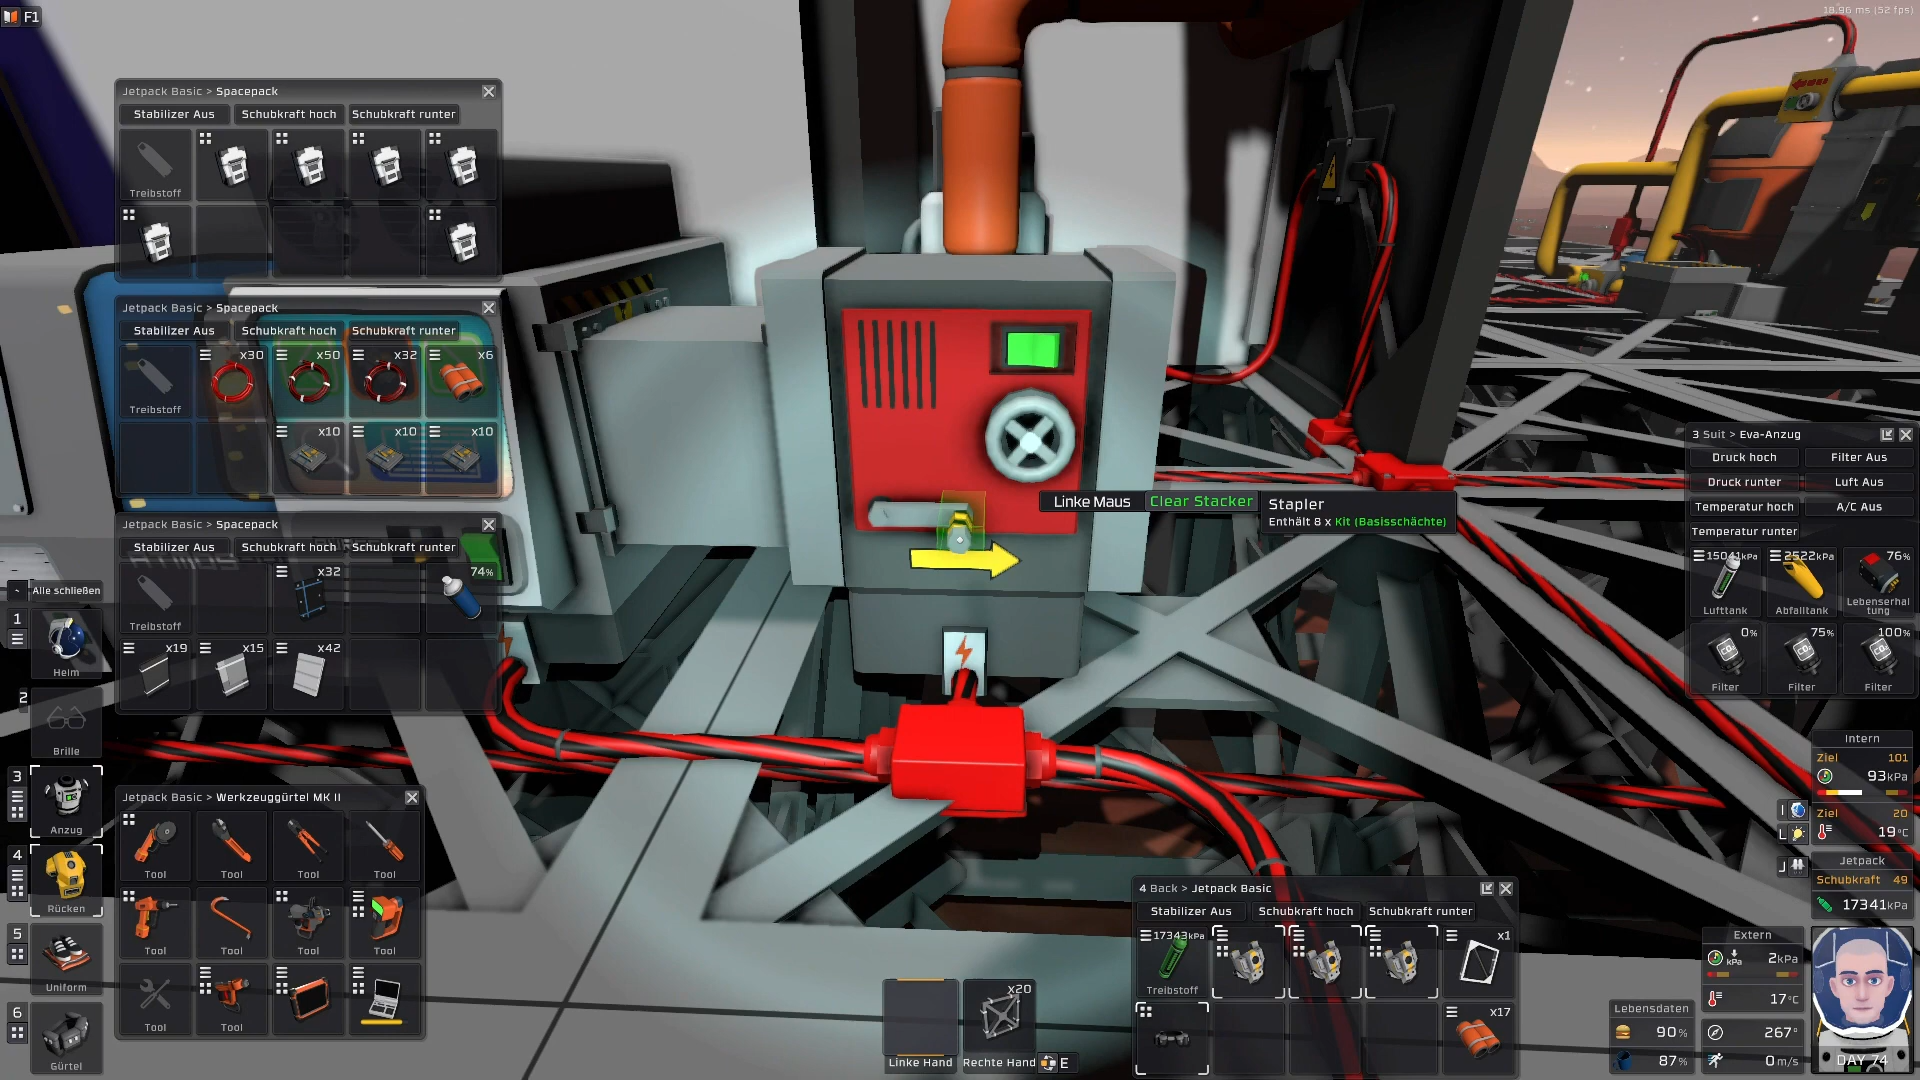 F1
18.96 ms (52 fps)
Jetpack Basic > Spacepack
Stabilizer Aus
Schubkraft hoch
Schubkraft runter
Treibstoff
Jetpack Basic > Spacepack
Stabilizer Aus
Schubkraft hoch
Schubkraft runter
x30
x50
x32
x6
Treibstoff
x10
x10
x10
Jetpack Basic > Spacepack
Stabilizer Aus
Schubkraft hoch
Schubkraft runter
x32
74%
Treibstoff
x19
x15
x42
Alle schließen
1
Helm
2
Brille
3
Anzug
4
Rücken
5
Uniform
6
Gürtel
Jetpack Basic > Werkzeuggürtel MK II
Tool
Tool
Tool
Tool
Tool
Tool
Tool
Tool
Tool
Tool
Tool
Linke Maus
Clear Stacker
Stapler
Enthält 8 x Kit (Basisschächte)
3 Suit > Eva-Anzug
Druck hoch
Filter Aus
Druck runter
Luft Aus
Temperatur hoch
A/C Aus
Temperatur runter
15041kPa
2522kPa
76%
Lufttank
Abfalltank
Lebenserhaltung
0%
75%
100%
Filter
Filter
Filter
Intern
Ziel 101
93kPa
Ziel 20
19°C
I
L
J
Jetpack
Schubkraft 49
17341kPa
4 Back > Jetpack Basic
Stabilizer Aus
Schubkraft hoch
Schubkraft runter
17343kPa
x1
Treibstoff
x17
x20
Linke Hand
Rechte Hand
E
Extern
kPa
2kPa
17°C
Lebensdaten
90%
87%
267°
0m/s
DAY 74